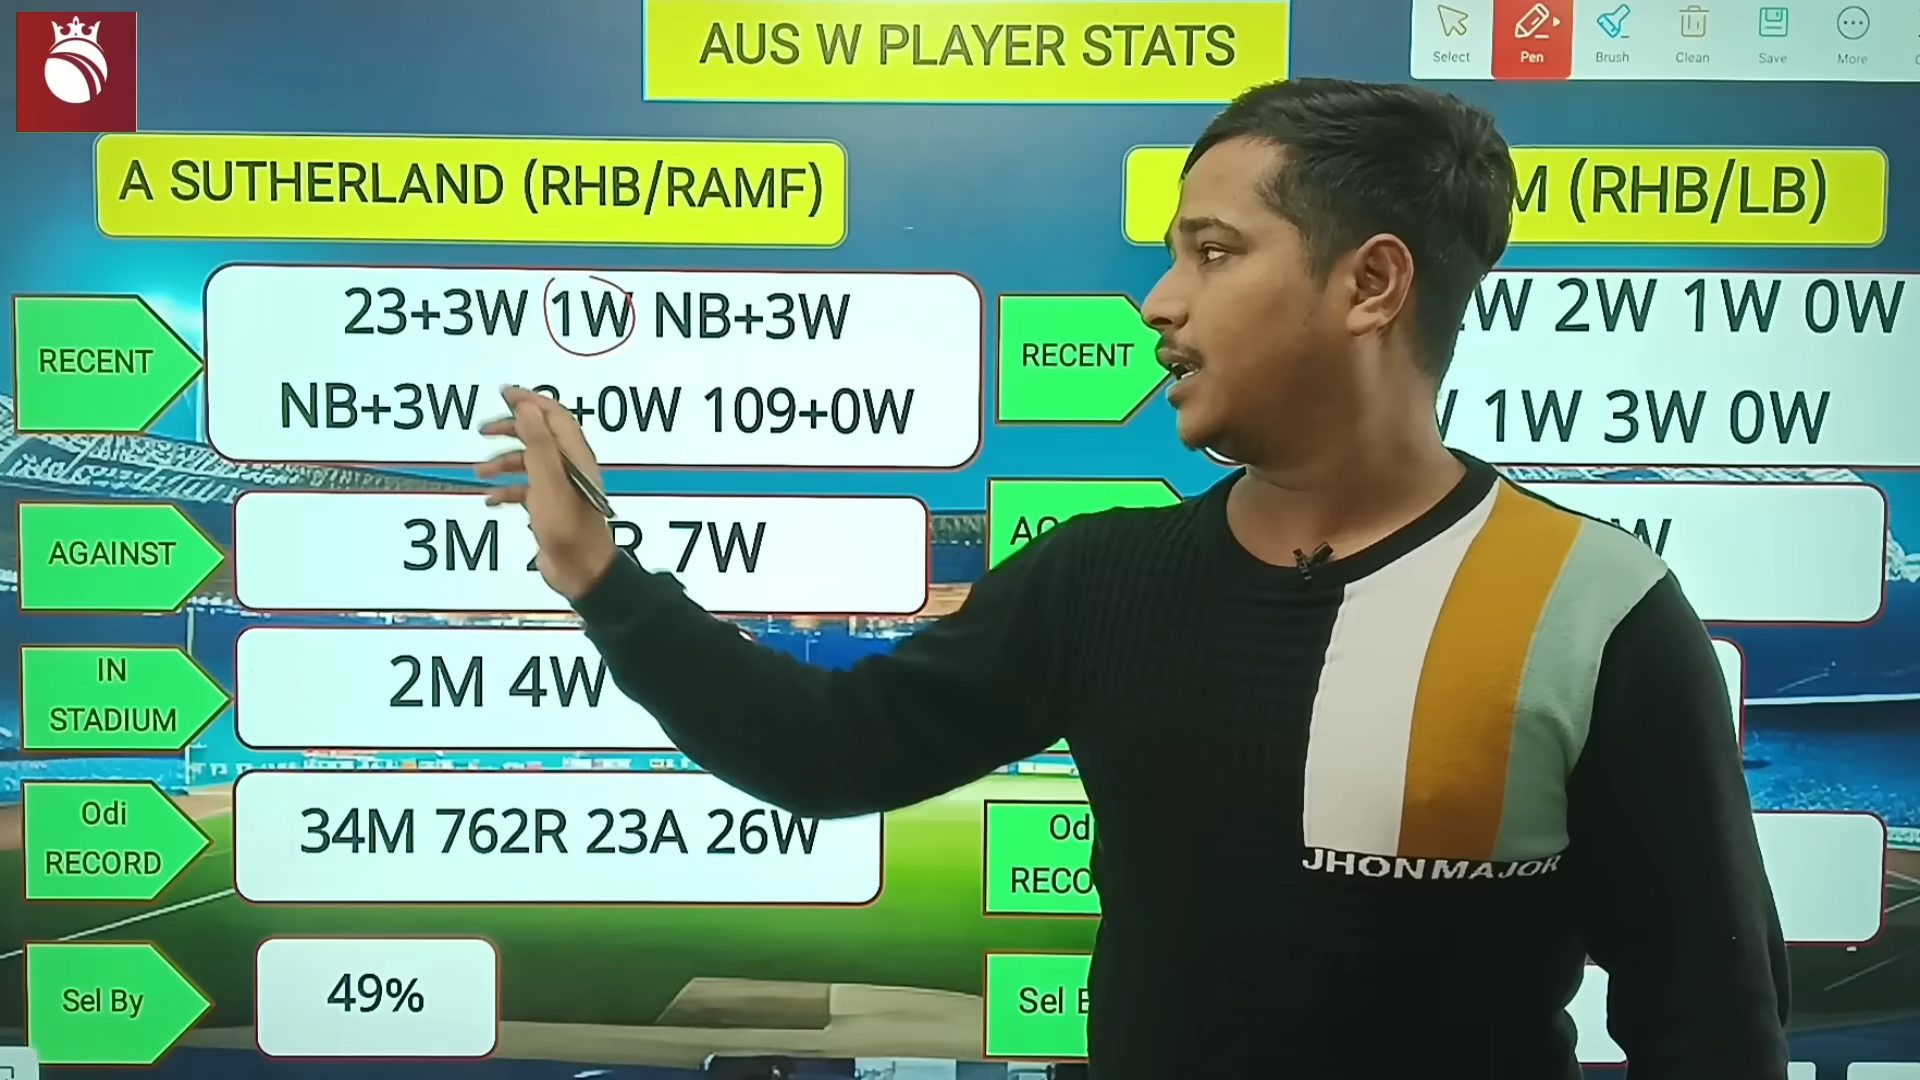 AUS W PLAYER STATS
Select
Pen
Brush
Clean
Save
More
A SUTHERLAND (RHB/RAMF)
RECENT
23+3W 1W NB+3W
NB+3W +0W 109+0W
AGAINST
3M 7W
IN
STADIUM
2M 4W
Odi
RECORD
34M 762R 23A 26W
Sel By
49%
M (RHB/LB)
RECENT
2W 1W 0W
1W 3W 0W
JHONMAJOR